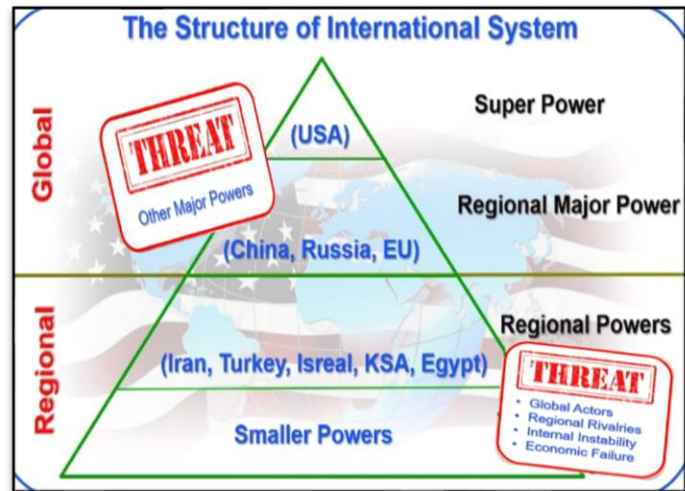 The Structure of International System
Global
THREAT
Other Major Powers
(USA)
Super Power
(China, Russia, EU)
Regional Major Power
Regional
(Iran, Turkey, Isreal, KSA, Egypt)
Regional Powers
Smaller Powers
THREAT
• Global Actors
• Regional Rivalries
• Internal Instability
• Economic Failure